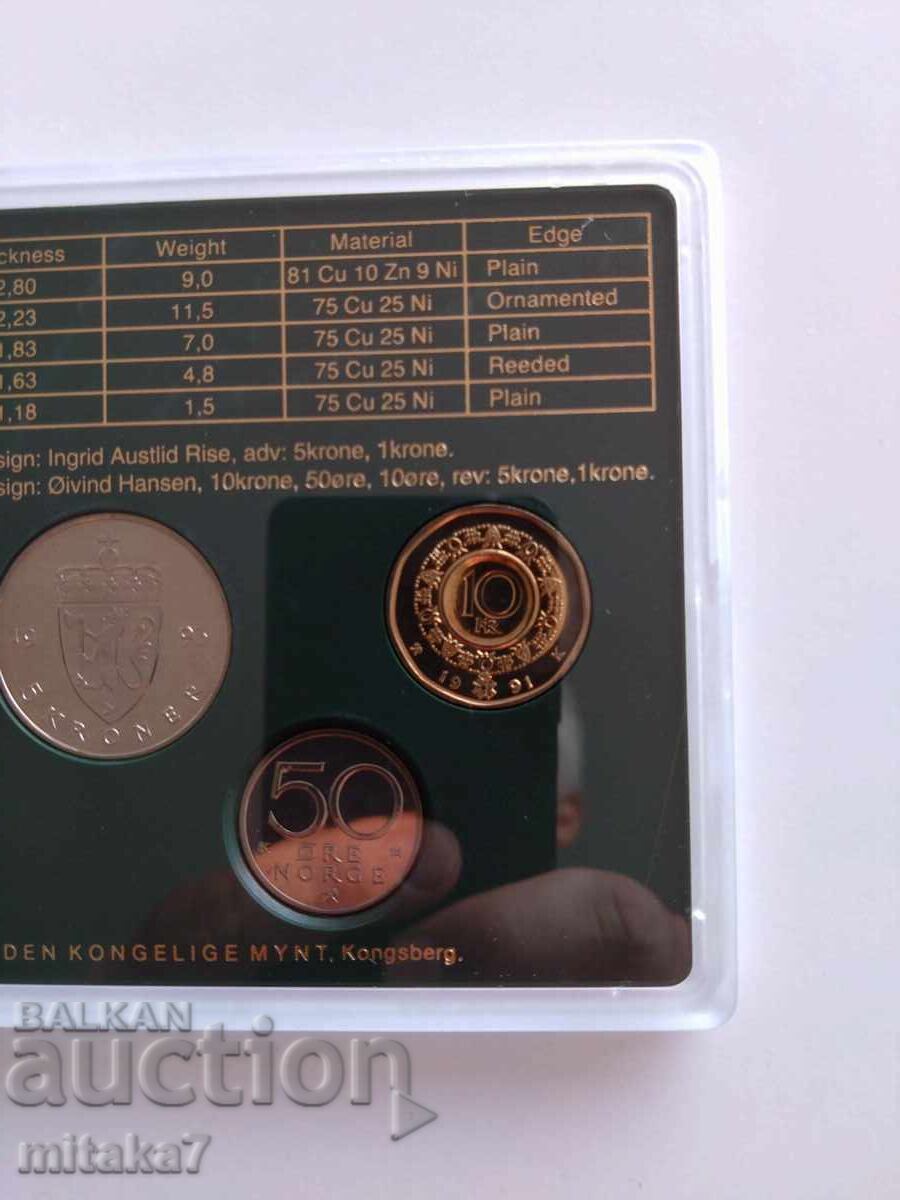 ckness Weight Material Edge
2,80 9,0 81 Cu 10 Zn 9 Ni Plain
2,23 11,5 75 Cu 25 Ni Ornamented
1,83 7,0 75 Cu 25 Ni Plain
1,63 4,8 75 Cu 25 Ni Reeded
1,18 1,5 75 Cu 25 Ni Plain
sign: Ingrid Austlid Rise, adv: 5krone, 1krone.
sign: Øivind Hansen, 10krone, 50øre, 10øre, rev: 5krone,1krone.
10
KR
K
1991
19
5 KRONER
50
ØRE
NORGE
DEN KONGELIGE MYNT, Kongsberg.
BALKAN
auction
mitaka7